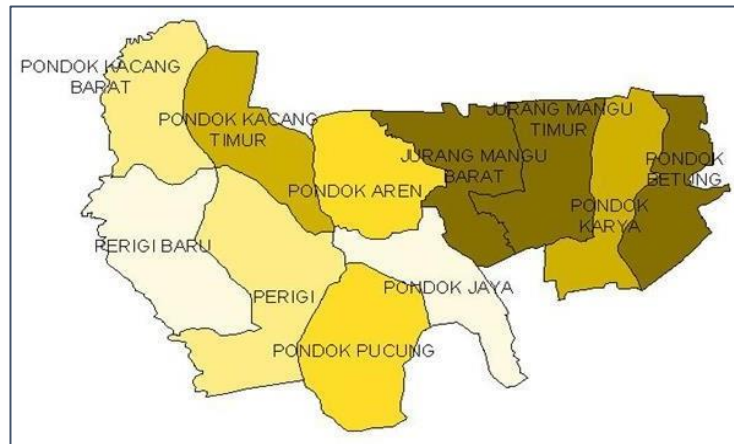 PONDOK KACANG
BARAT
PONDOK KACANG
TIMUR
JURANG MANGU
TIMUR
JURANG MANGU
BARAT
PONDOK
BETUNG
PONDOK AREN
PONDOK
KARYA
PERIGI BARU
PERIGI
PONDOK JAYA
PONDOK PUCUNG